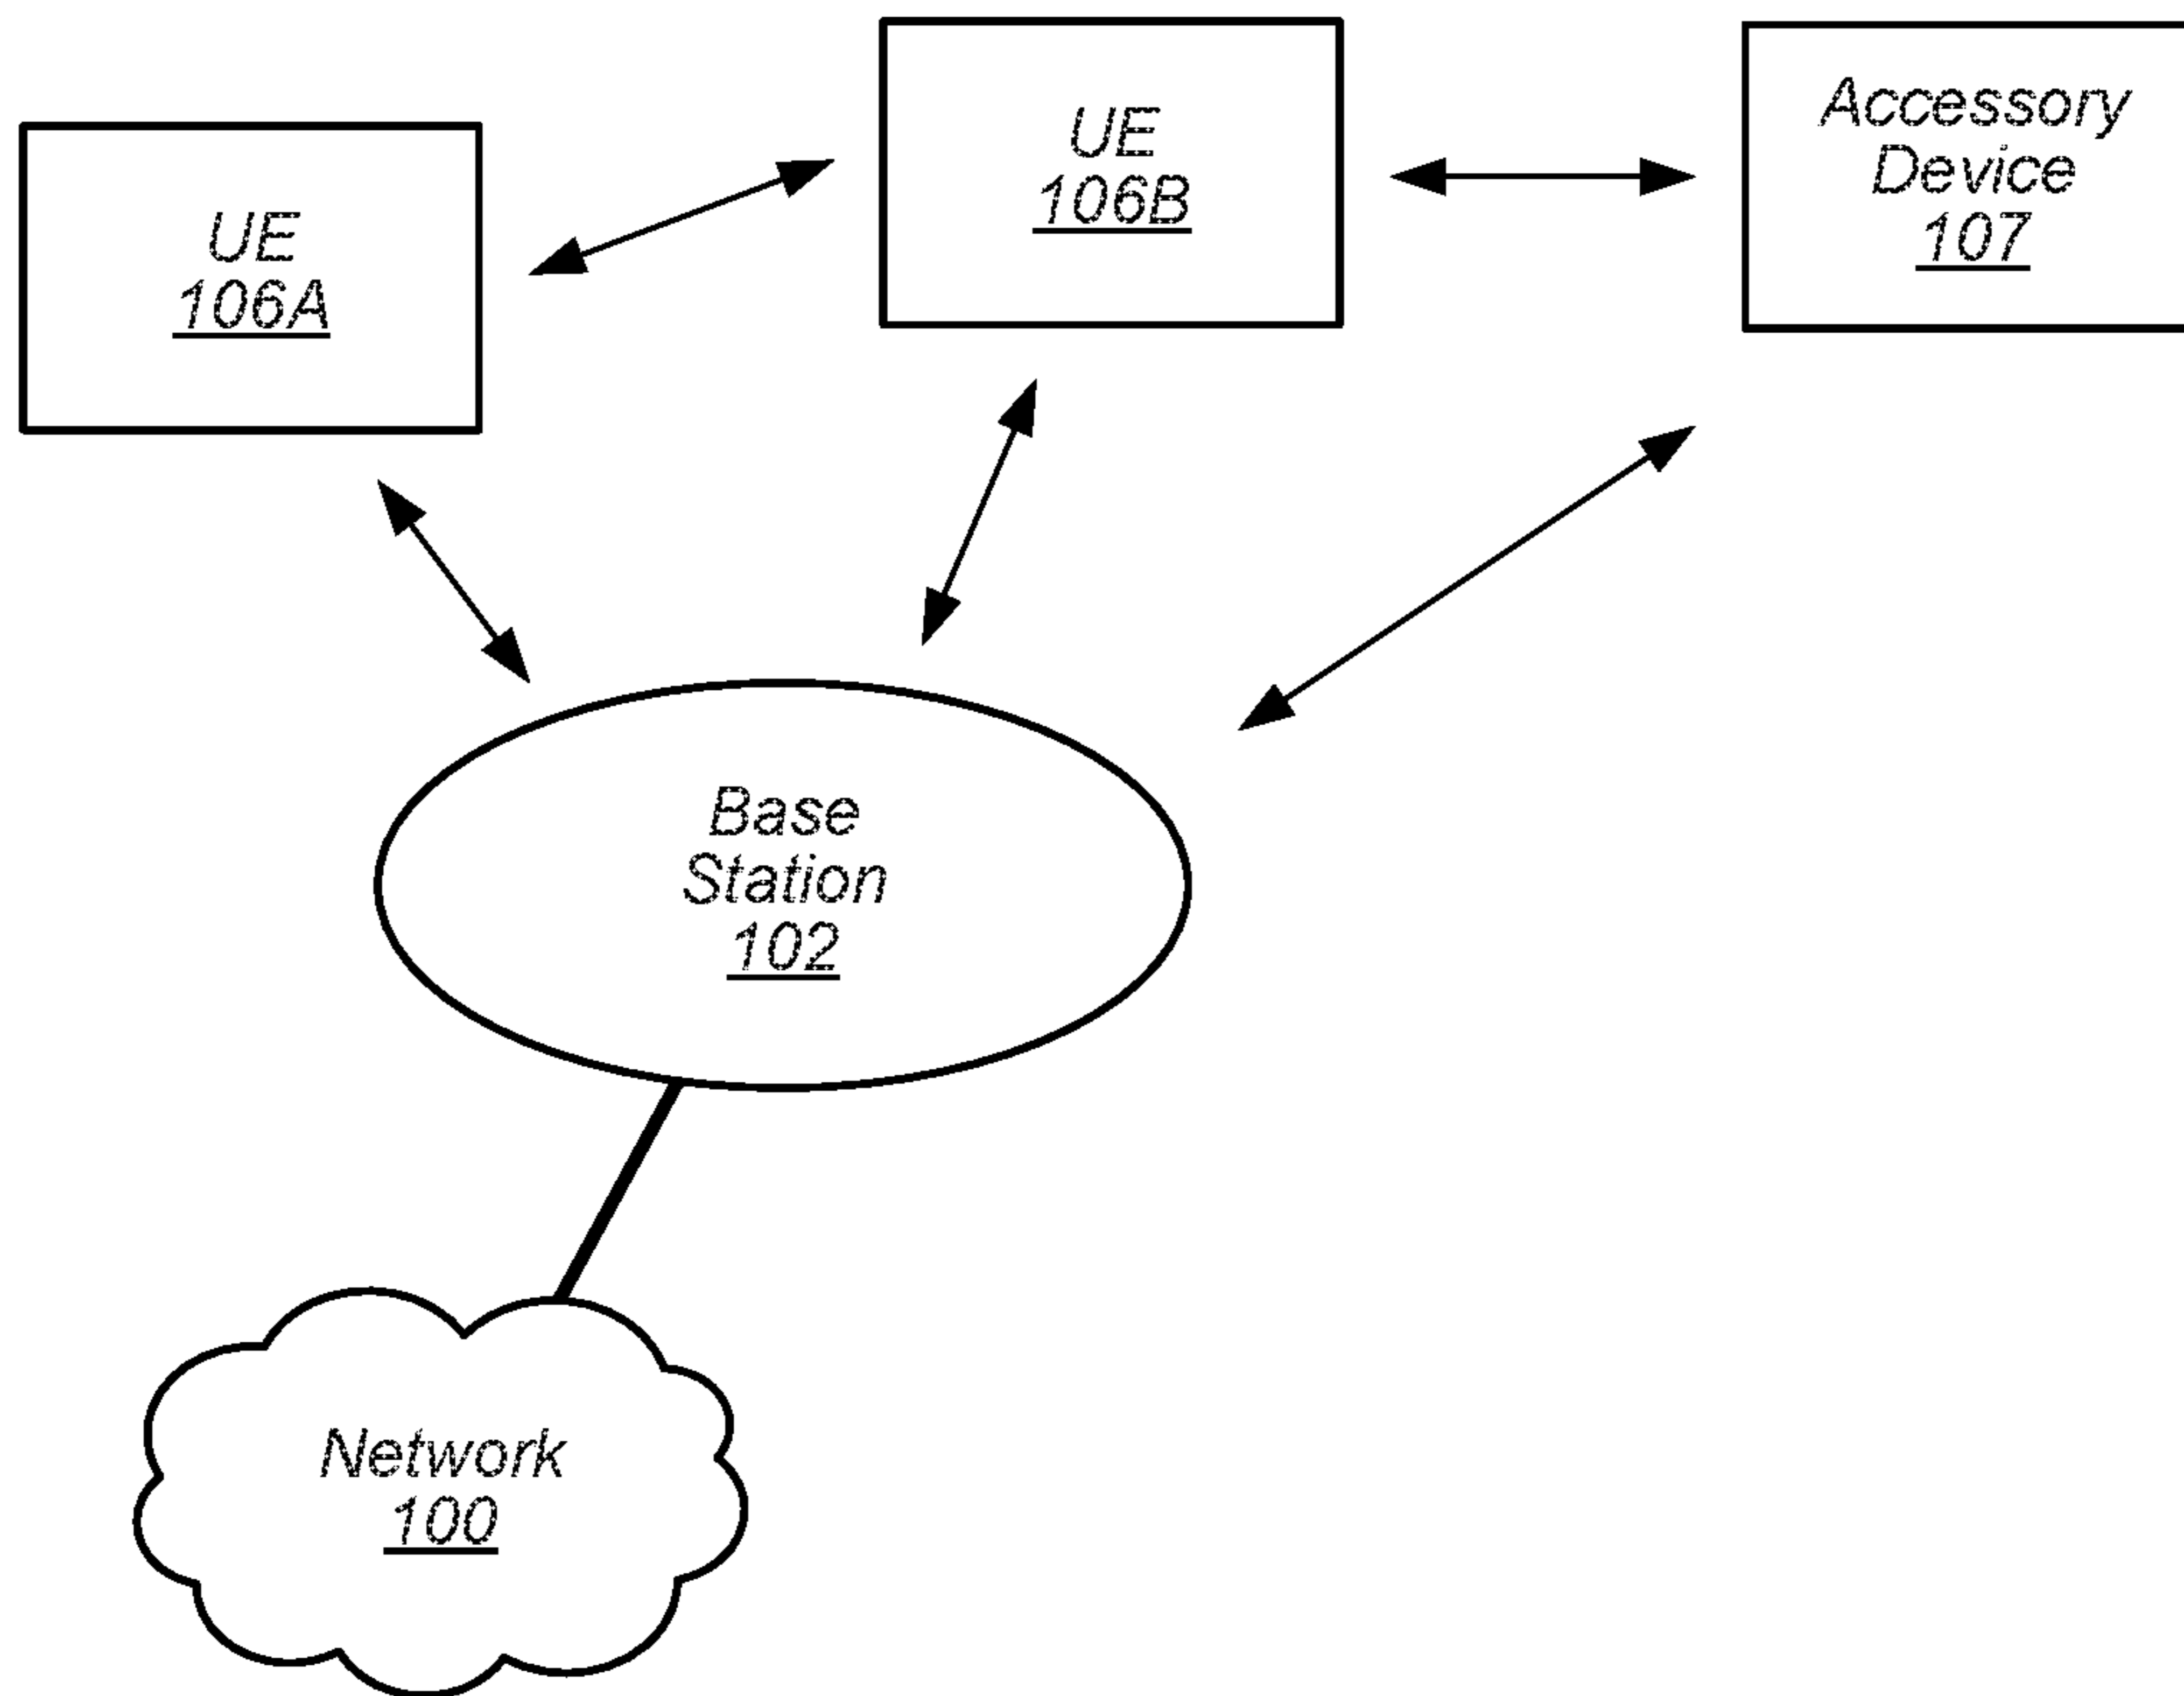 UE
106A
UE
106B
Accessory
Device
107
Base
Station
102
Network
100